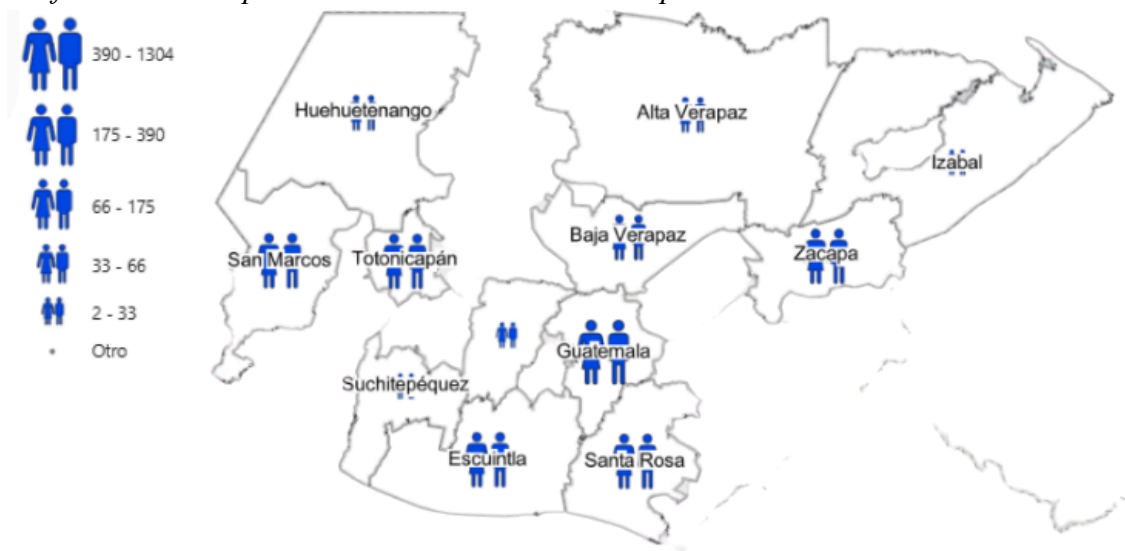 390 - 1304
175 - 390
66 - 175
33 - 66
2 - 33
Otro
Huehuetenango
Alta Verapaz
Izabal
Baja Verapaz
San Marcos
Totonicapán
Zacapa
Guatemala
Suchitepéquez
Escuintla
Santa Rosa